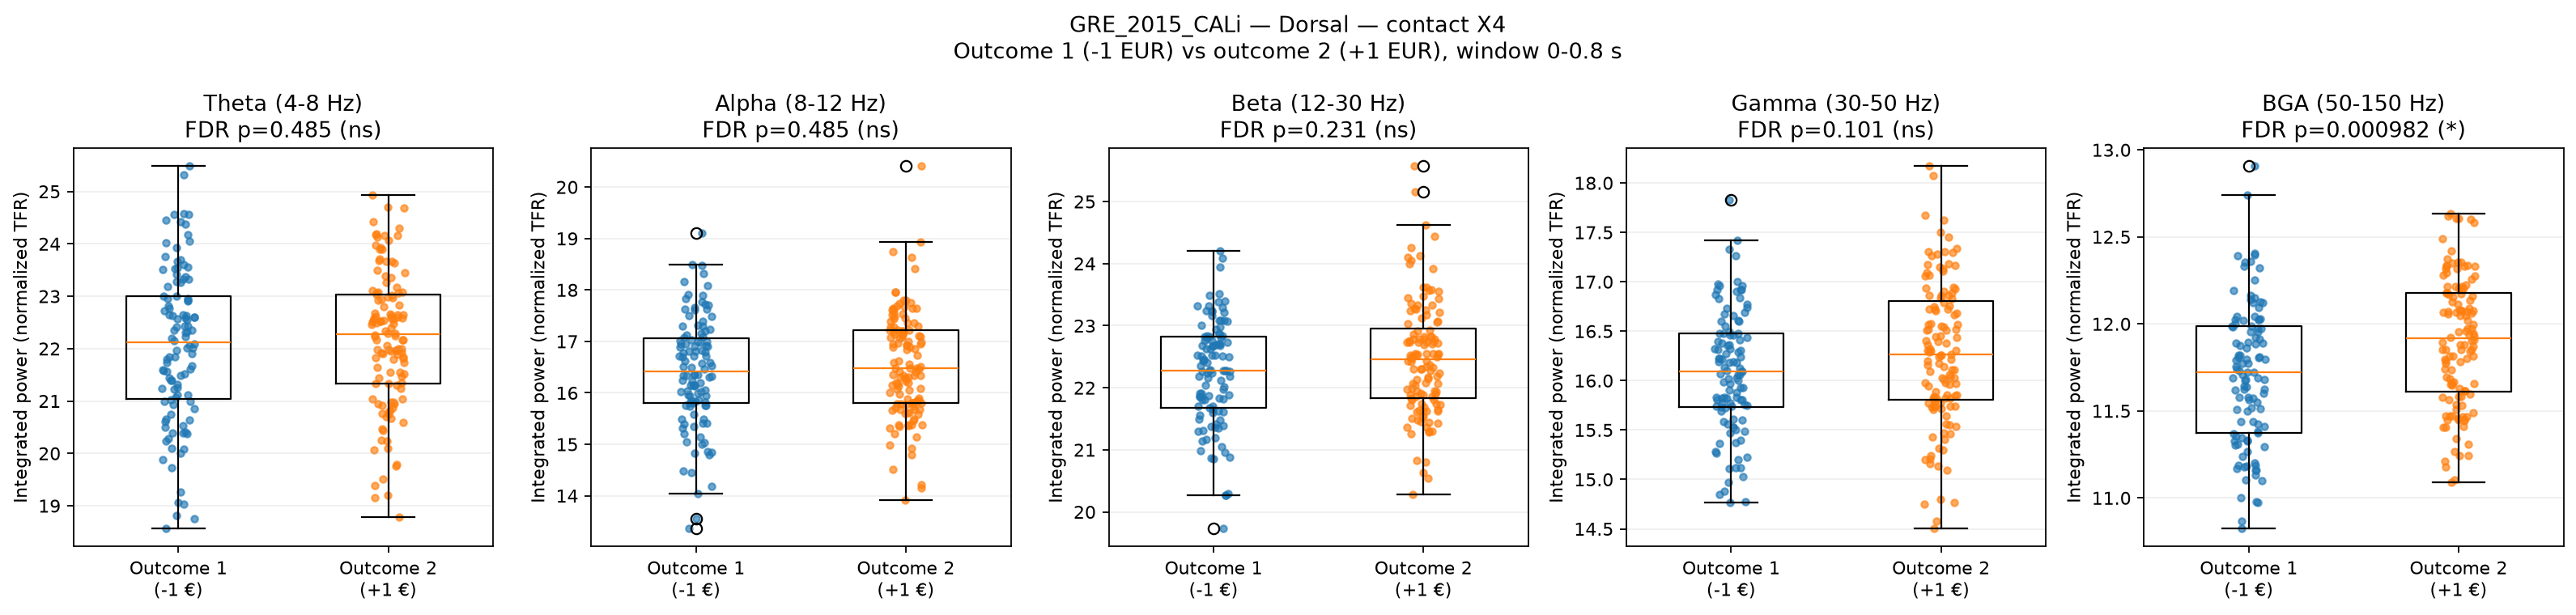 GRE_2015_CALi — Dorsal — contact X4
Outcome 1 (-1 EUR) vs outcome 2 (+1 EUR), window 0-0.8 s
Theta (4-8 Hz)
FDR p=0.485 (ns)
Integrated power (normalized TFR)
25
24
23
22
21
20
19
Outcome 1
(-1 €)
Outcome 2
(+1 €)
Alpha (8-12 Hz)
FDR p=0.485 (ns)
Integrated power (normalized TFR)
20
19
18
17
16
15
14
Outcome 1
(-1 €)
Outcome 2
(+1 €)
Beta (12-30 Hz)
FDR p=0.231 (ns)
Integrated power (normalized TFR)
25
24
23
22
21
20
Outcome 1
(-1 €)
Outcome 2
(+1 €)
Gamma (30-50 Hz)
FDR p=0.101 (ns)
Integrated power (normalized TFR)
18.0
17.5
17.0
16.5
16.0
15.5
15.0
14.5
Outcome 1
(-1 €)
Outcome 2
(+1 €)
BGA (50-150 Hz)
FDR p=0.000982 (*)
Integrated power (normalized TFR)
13.0
12.5
12.0
11.5
11.0
Outcome 1
(-1 €)
Outcome 2
(+1 €)